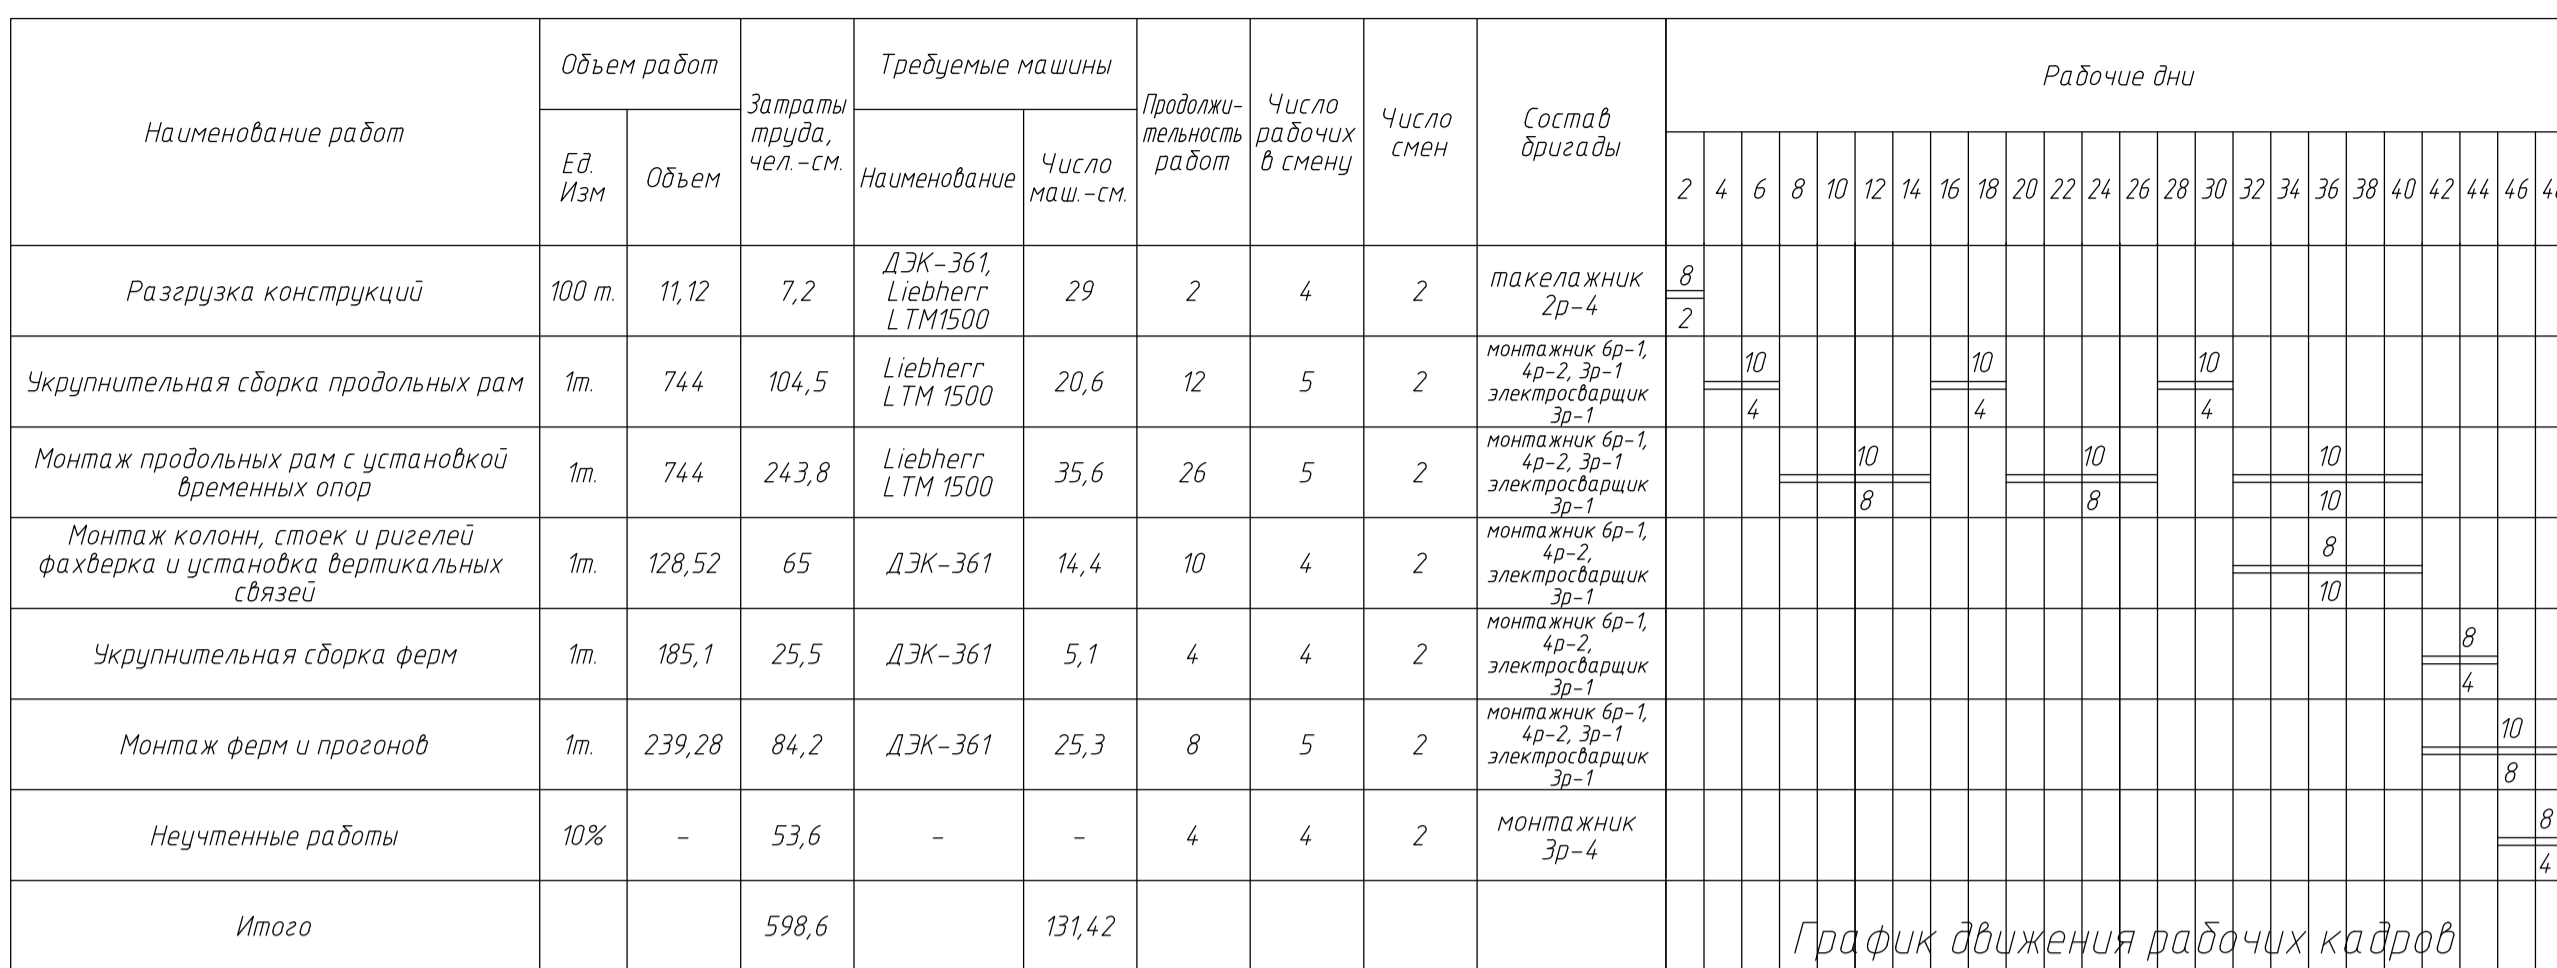 Наименование работ
Объем работ
Ед.
Изм
Объем
Затраты
труда,
чел.-см.
Требуемые машины
Наименование
Число
маш.-см.
Продолжи-
тельность
работ
Число
рабочих
в смену
Число
смен
Состав
бригады
Рабочие дни
2 4 6 8 10 12 14 16 18 20 22 24 26 28 30 32 34 36 38 40 42 44 46
Разгрузка конструкций
100 т.
11,12
7,2
ДЭК-361,
Liebherr
LTM1500
29
2
4
2
такелажник
2р-4
8
2
Укрупнительная сборка продольных рам
1т.
744
104,5
Liebherr
LTM 1500
20,6
12
5
2
монтажник 6р-1,
4р-2, 3р-1
электросварщик
3р-1
10 10 10
4 4 4
Монтаж продольных рам с установкой
временных опор
1т.
744
243,8
Liebherr
LTM 1500
35,6
26
5
2
монтажник 6р-1,
4р-2, 3р-1
электросварщик
3р-1
10 10 10
8 8 10
Монтаж колонн, стоек и ригелей
фахверка и установка вертикальных
связей
1т.
128,52
65
ДЭК-361
14,4
10
4
2
монтажник 6р-1,
4р-2,
электросварщик
3р-1
8
10
Укрупнительная сборка ферм
1т.
185,1
25,5
ДЭК-361
5,1
4
4
2
монтажник 6р-1,
4р-2,
электросварщик
3р-1
8
4
Монтаж ферм и прогонов
1т.
239,28
84,2
ДЭК-361
25,3
8
5
2
монтажник 6р-1,
4р-2, 3р-1
электросварщик
3р-1
10
8
Неучтенные работы
10%
-
53,6
-
-
4
4
2
монтажник
3р-4
8
4
Итого
598,6
131,42
График движения рабочих кадров